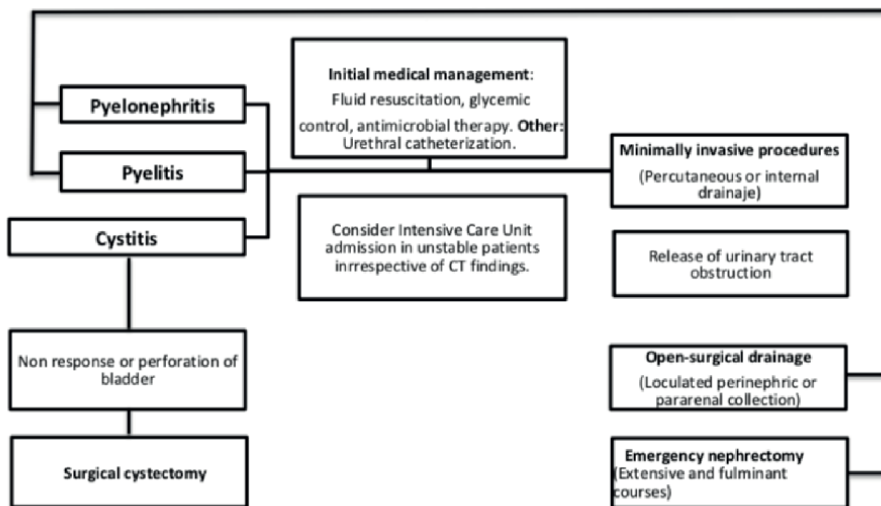 Pyelonephritis
Pyelitis
Cystitis
Non response or perforation of
bladder
Surgical cystectomy
Initial medical management:
Fluid resuscitation, glycemic
control, antimicrobial therapy. Other:
Urethral catheterization.
Consider Intensive Care Unit
admission in unstable patients
inrrespective of CT findings.
Minimally invasive procedures
(Percutaneous or internal
drainaje)
Release of urinary tract
obstruction
Open-surgical drainage
(Loculated perinephric or
pararenal collection)
Emergency nephrectomy
(Extensive and fulminant
courses)